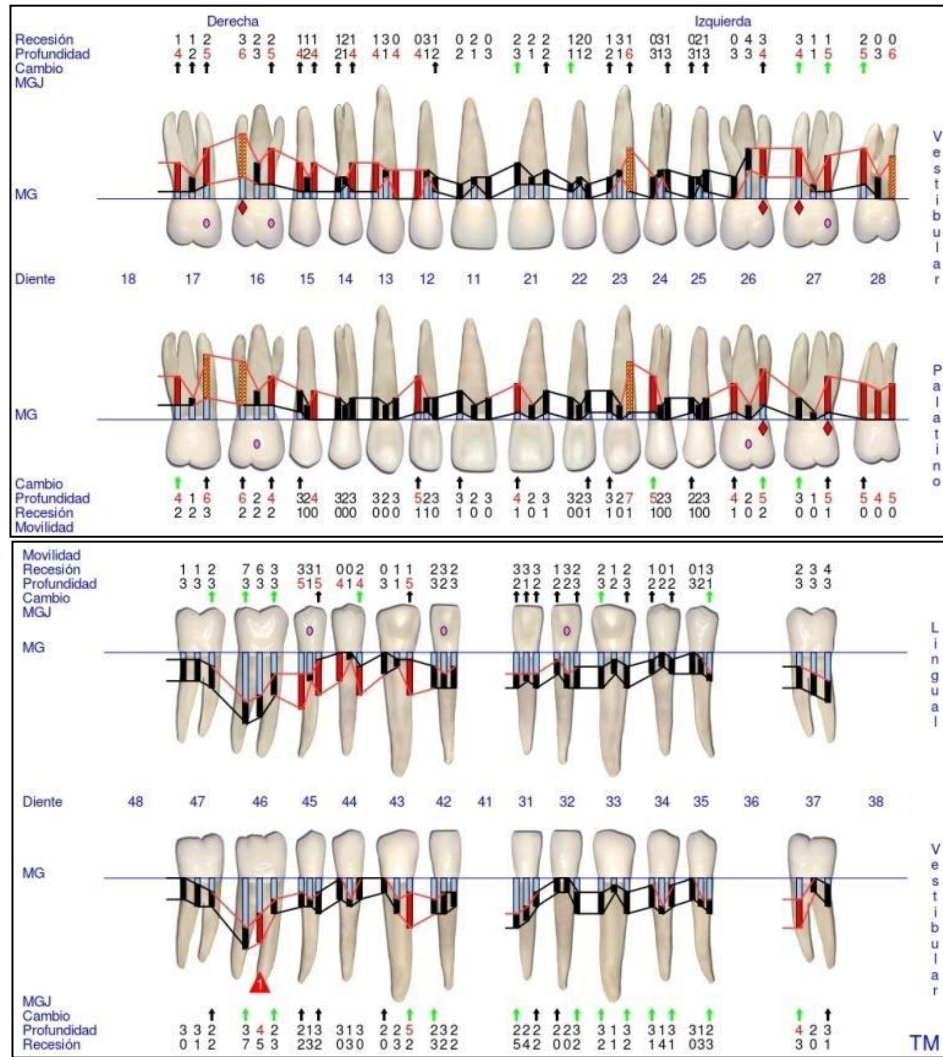 Derecha Izquierda
Recesión 1 1 2 3 2 2 1 1 1 1 2 1 1 3 0 0 3 1 0 2 0 2 2 2 1 2 0 1 3 1 0 3 1 0 2 1 0 4 3 3 1 1 2 0 0
Profundidad 4 2 5 6 3 5 4 2 4 2 1 4 4 1 4 4 1 2 2 1 3 3 1 2 1 1 2 2 1 6 3 1 3 3 1 3 3 3 4 4 1 5 5 3 6
Cambio
MGJ
MG
Vestibular
Diente 18 17 16 15 14 13 12 11 21 22 23 24 25 26 27 28
MG
Palatino
Cambio
Profundidad 4 1 6 6 2 4 3 2 4 3 2 3 3 2 3 5 2 3 3 2 3 4 2 3 3 2 3 3 2 7 5 2 3 2 2 3 4 2 5 3 1 5 5 4 5
Recesión 2 2 3 2 2 2 1 0 0 0 0 0 0 0 0 1 1 0 1 0 0 1 0 1 0 0 1 1 0 1 1 0 0 1 0 0 1 0 2 0 0 1 0 0 0
Movilidad
Movilidad
Recesión 1 1 2 7 6 3 3 3 1 0 0 2 0 1 1 2 3 2 3 3 3 1 3 2 2 1 2 1 0 1 0 1 3 2 3 4
Profundidad 3 3 3 3 3 3 5 1 5 4 1 4 3 1 5 3 2 3 2 1 2 2 2 3 3 2 3 2 2 2 3 2 1 3 3 3
Cambio
MGJ
MG
Lingual
Diente 48 47 46 45 44 43 42 41 31 32 33 34 35 36 37 38
MG
Vestibular
1
MGJ
Cambio
Profundidad 3 3 2 3 4 2 2 1 3 3 1 3 2 2 5 2 3 2 2 2 2 2 2 3 3 1 3 3 1 3 3 1 2 4 2 3
Recesión 0 1 2 7 5 3 2 3 2 0 3 0 0 3 2 3 2 2 5 4 2 0 0 2 2 1 2 1 4 1 0 3 3 3 0 1
TM